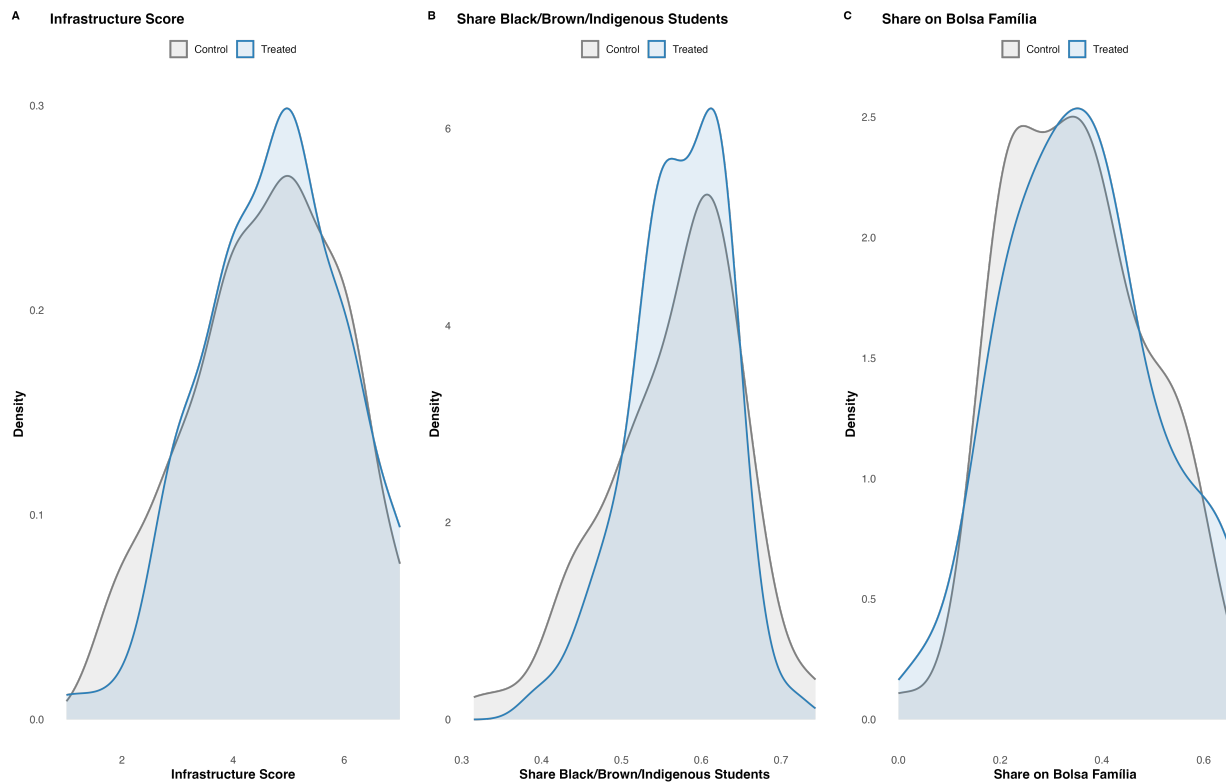 A
Infrastructure Score
Control
Treated
0.3
0.2
0.1
0.0
Density
2
4
6
Infrastructure Score
B
Share Black/Brown/Indigenous Students
Control
Treated
6
4
2
0
Density
0.3
0.4
0.5
0.6
0.7
Share Black/Brown/Indigenous Students
C
Share on Bolsa Família
Control
Treated
2.5
2.0
1.5
1.0
0.5
0.0
Density
0.0
0.2
0.4
0.6
Share on Bolsa Família